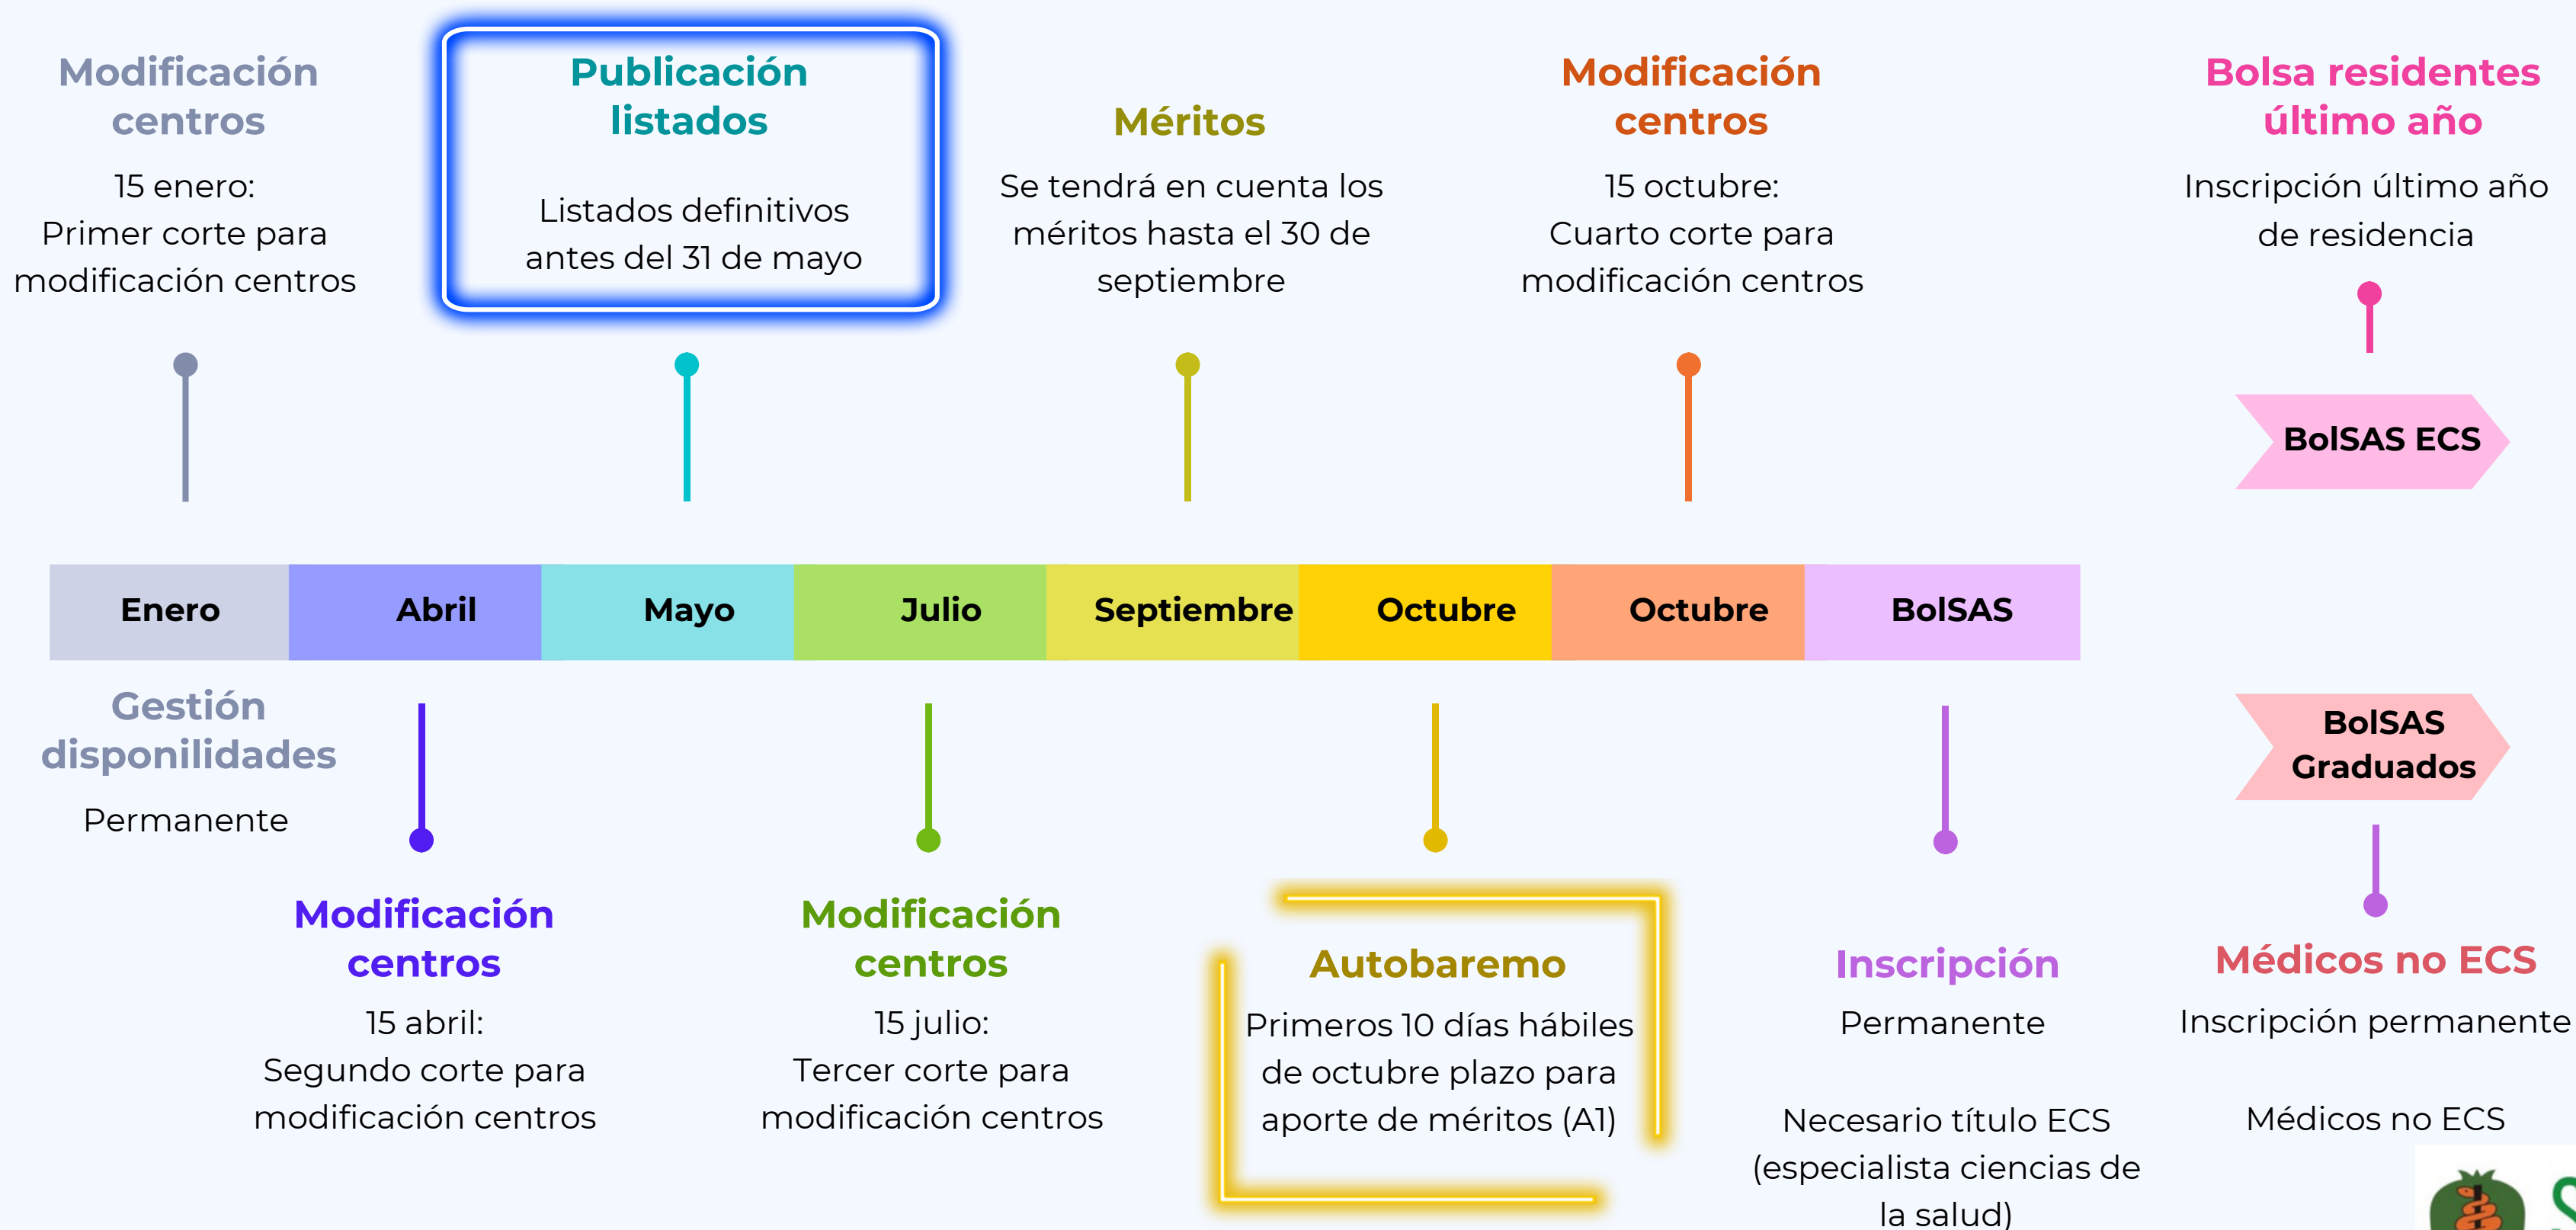 Modificación
centros
15 enero:
Primer corte para
modificación centros
Publicación
listados
Listados definitivos
antes del 31 de mayo
Méritos
Se tendrá en cuenta los
méritos hasta el 30 de
septiembre
Modificación
centros
15 octubre:
Cuarto corte para
modificación centros
Bolsa residentes
último año
Inscripción último año
de residencia
BolSAS ECS
Enero
Abril
Mayo
Julio
Septiembre
Octubre
Octubre
BolSAS
Gestión
disponilidades
Permanente
Modificación
centros
15 abril:
Segundo corte para
modificación centros
Modificación
centros
15 julio:
Tercer corte para
modificación centros
Autobaremo
Primeros 10 días hábiles
de octubre plazo para
aporte de méritos (A1)
Inscripción
Permanente
Necesario título ECS
(especialista ciencias de
la salud)
BolSAS
Graduados
Médicos no ECS
Inscripción permanente
Médicos no ECS